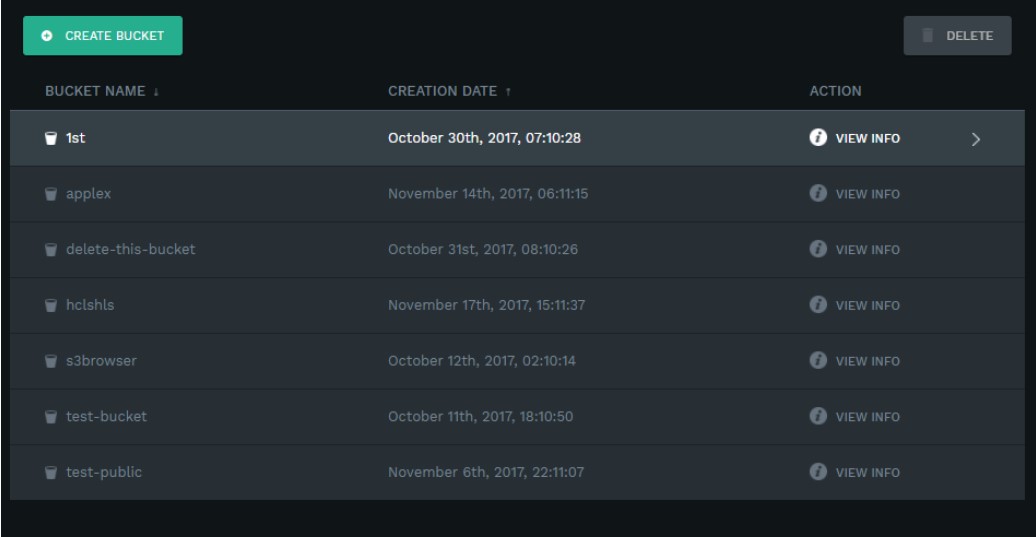 CREATE BUCKET DELETE
BUCKET NAME ↓ CREATION DATE ↑ ACTION
1st October 30th, 2017, 07:10:28 VIEW INFO
applex November 14th, 2017, 06:11:15 VIEW INFO
delete-this-bucket October 31st, 2017, 08:10:26 VIEW INFO
hclshls November 17th, 2017, 15:11:37 VIEW INFO
s3browser October 12th, 2017, 02:10:14 VIEW INFO
test-bucket October 11th, 2017, 18:10:50 VIEW INFO
test-public November 6th, 2017, 22:11:07 VIEW INFO